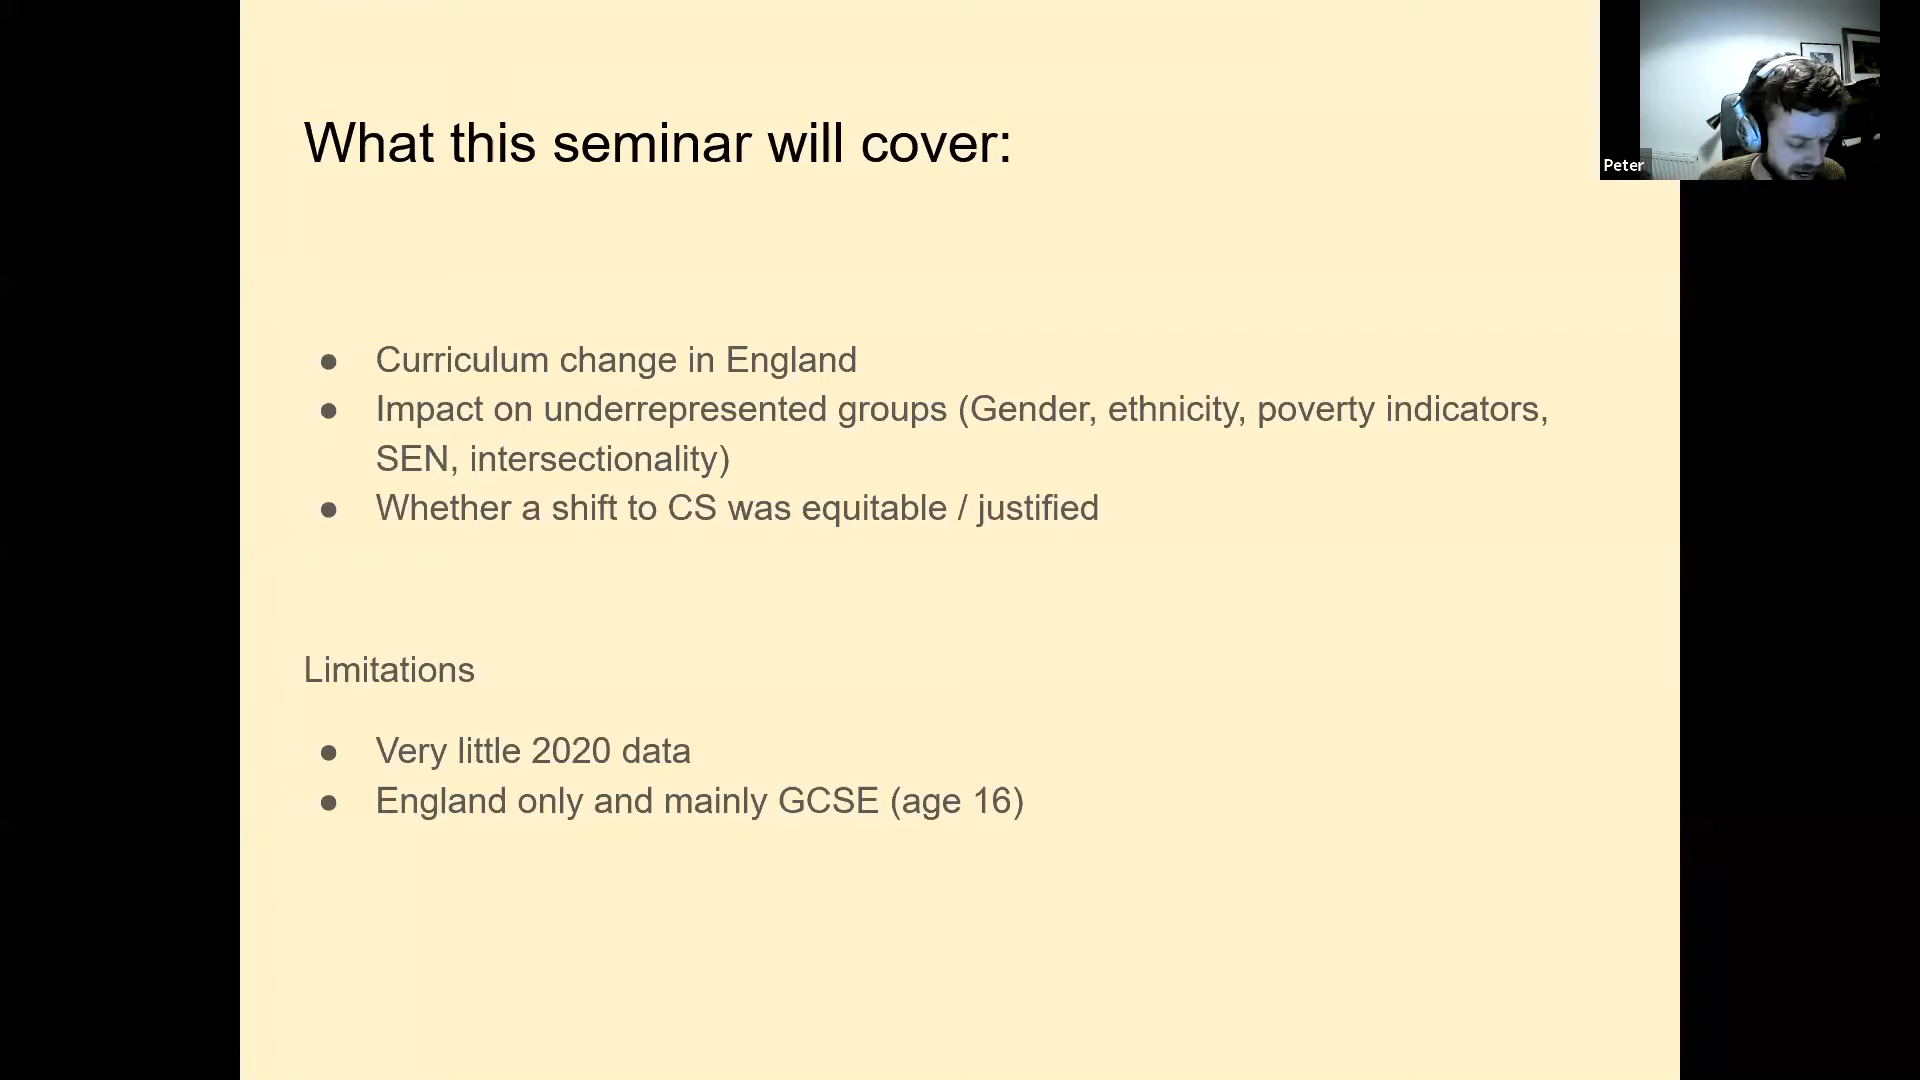 What this seminar will cover:
● Curriculum change in England
● Impact on underrepresented groups (Gender, ethnicity, poverty indicators,
SEN, intersectionality)
● Whether a shift to CS was equitable / justified
Limitations
● Very little 2020 data
● England only and mainly GCSE (age 16)
Peter